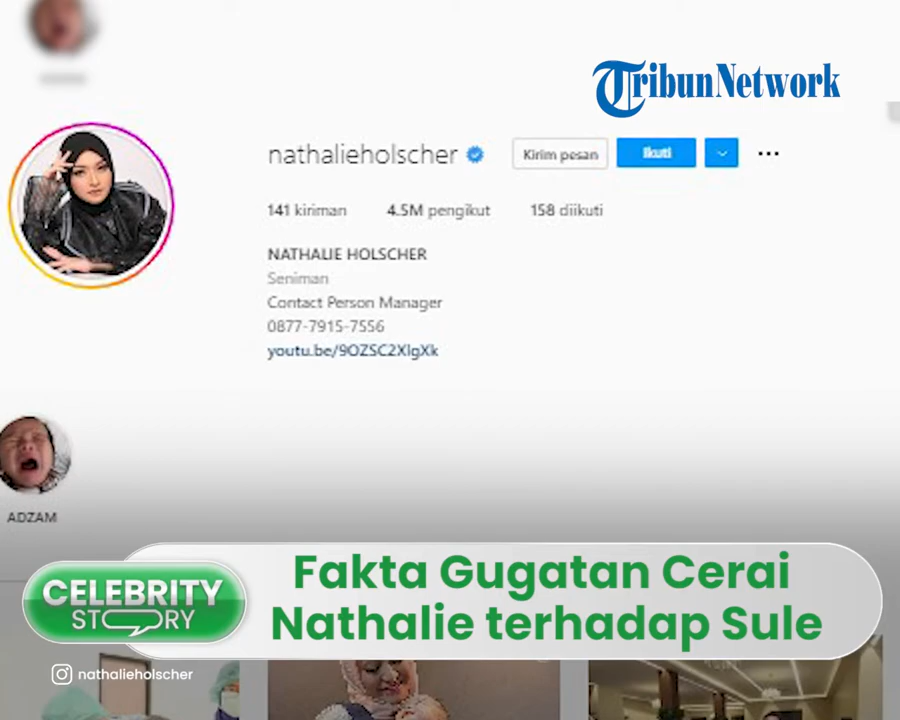 TribunNetwork
nathalieholscher
Kirim pesan
Ikuti
141 kiriman 4.5M pengikut 158 diikuti
NATHALIE HOLSCHER
Seniman
Contact Person Manager
0877-7915-7556
youtu.be/9OZSC2XlgXk
ADZAM
CELEBRITY
STORY
Fakta Gugatan Cerai
Nathalie terhadap Sule
nathalieholscher